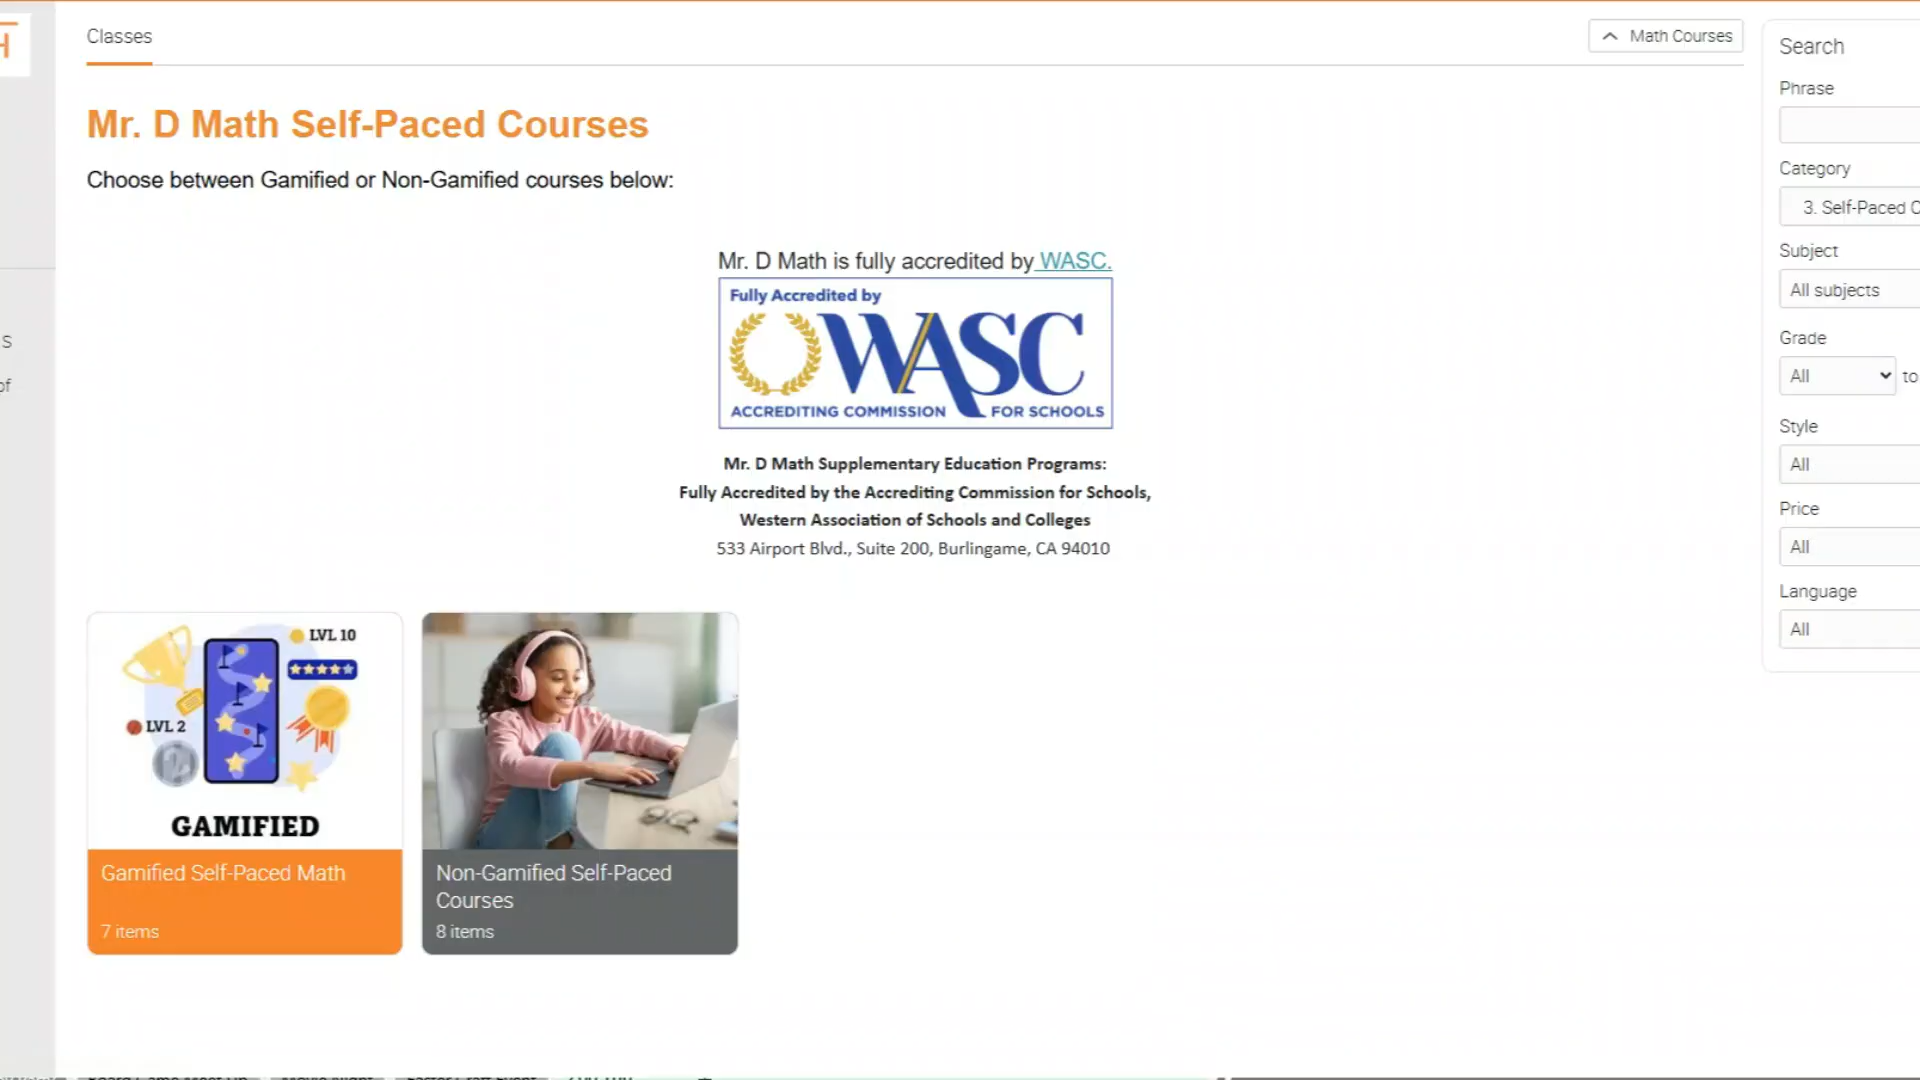 Classes
Math Courses
Mr. D Math Self-Paced Courses
Choose between Gamified or Non-Gamified courses below:
Mr. D Math is fully accredited by WASC.
Fully Accredited by
WASC
ACCREDITING COMMISSION FOR SCHOOLS
Mr. D Math Supplementary Education Programs:
Fully Accredited by the Accrediting Commission for Schools,
Western Association of Schools and Colleges
533 Airport Blvd., Suite 200, Burlingame, CA 94010
LVL 10
LVL 2
GAMIFIED
Gamified Self-Paced Math
7 items
Non-Gamified Self-Paced
Courses
8 items
Search
Phrase
Category
3. Self-Paced C
Subject
All subjects
Grade
All to
Style
All
Price
All
Language
All